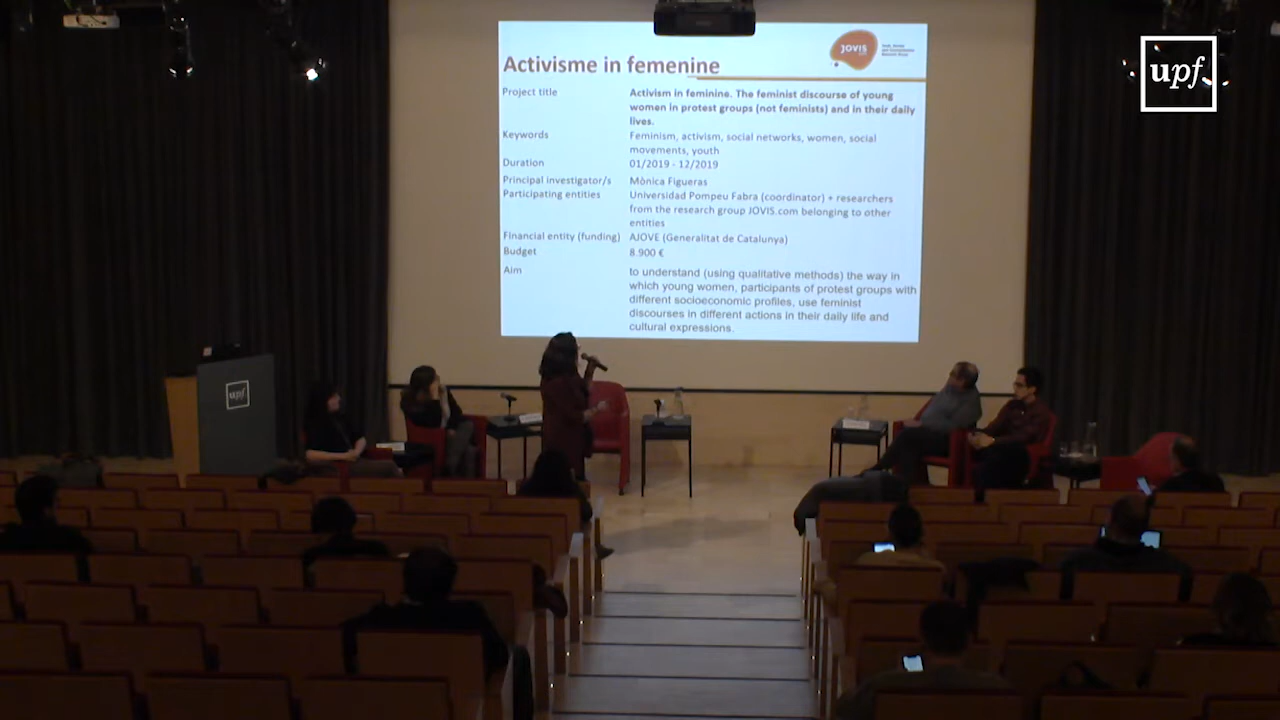 JOVIS
upf.
Activisme in femenine
Project title
Activism in feminine. The feminist discourse of young
women in protest groups (not feminists) and in their daily
lives.
Keywords
Feminism, activism, social networks, women, social
movements, youth
Duration
01/2019 - 12/2019
Principal investigator/s
Mònica Figueras
Participating entities
Universidad Pompeu Fabra (coordinator) + researchers
from the research group JOVIS.com belonging to other
entities
Financial entity (funding)
AJOVE (Generalitat de Catalunya)
Budget
8.900 €
Aim
to understand (using qualitative methods) the way in
which young women, participants of protest groups with
different socioeconomic profiles, use feminist
discourses in different actions in their daily life and
cultural expressions.
upf.